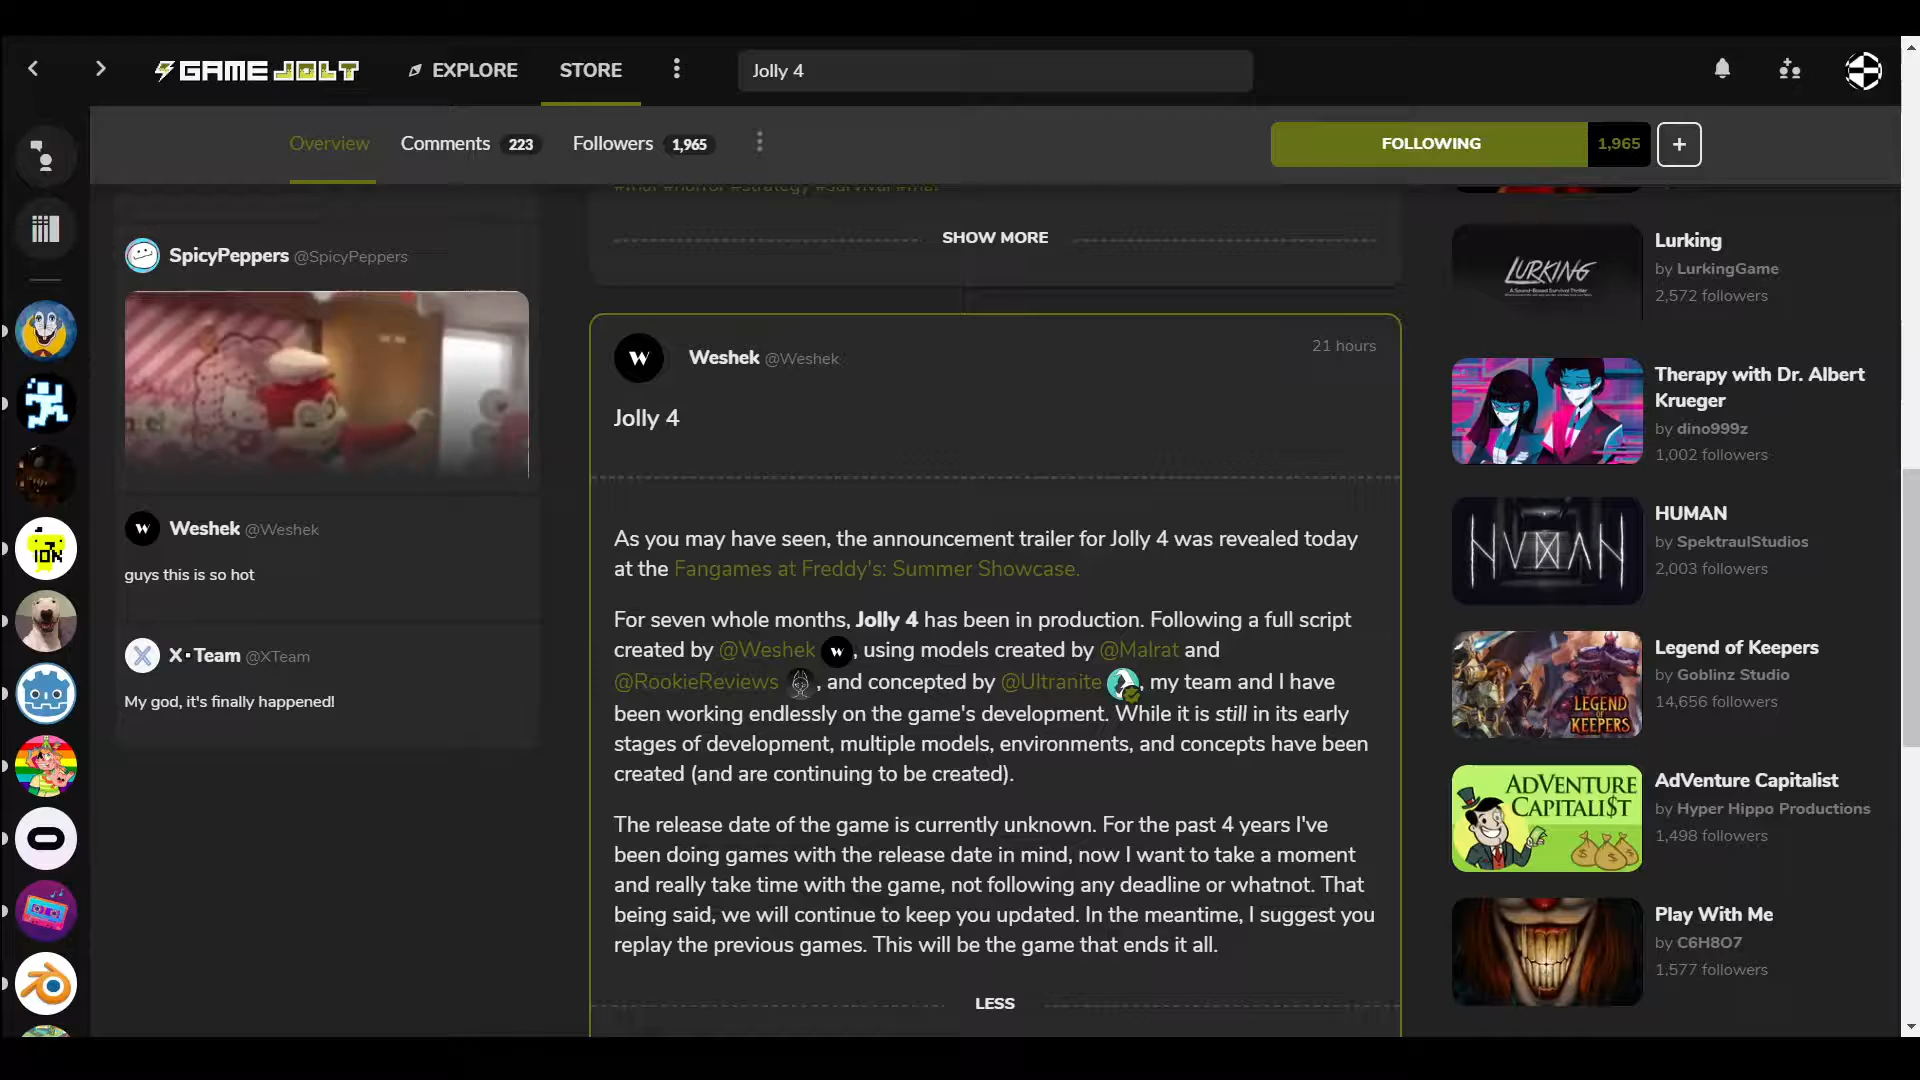 GAME JOLT
EXPLORE
STORE
Jolly 4
Overview
Comments 223
Followers 1,965
FOLLOWING
1,965
+
SpicyPeppers @SpicyPeppers
Weshek @Weshek
guys this is so hot
X•Team @XTeam
My god, it's finally happened!
#fnaf #horror #strategy #survival #fnaf
SHOW MORE
Weshek @Weshek
21 hours
Jolly 4
As you may have seen, the announcement trailer for Jolly 4 was revealed today
at the Fangames at Freddy's: Summer Showcase.
For seven whole months, Jolly 4 has been in production. Following a full script
created by @Weshek W, using models created by @Malrat and
@RookieReviews , and concepted by @Ultranite , my team and I have
been working endlessly on the game's development. While it is still in its early
stages of development, multiple models, environments, and concepts have been
created (and are continuing to be created).
The release date of the game is currently unknown. For the past 4 years I've
been doing games with the release date in mind, now I want to take a moment
and really take time with the game, not following any deadline or whatnot. That
being said, we will continue to keep you updated. In the meantime, I suggest you
replay the previous games. This will be the game that ends it all.
LESS
LURKING
Lurking
by LurkingGame
2,572 followers
Therapy with Dr. Albert
Krueger
by dino999z
1,002 followers
HUMAN
HUMAN
by SpektraulStudios
2,003 followers
LEGEND
OF
KEEPERS
Legend of Keepers
by Goblinz Studio
14,656 followers
ADVENTURE
CAPITALI$T
AdVenture Capitalist
by Hyper Hippo Productions
1,498 followers
Play With Me
by C6H8O7
1,577 followers